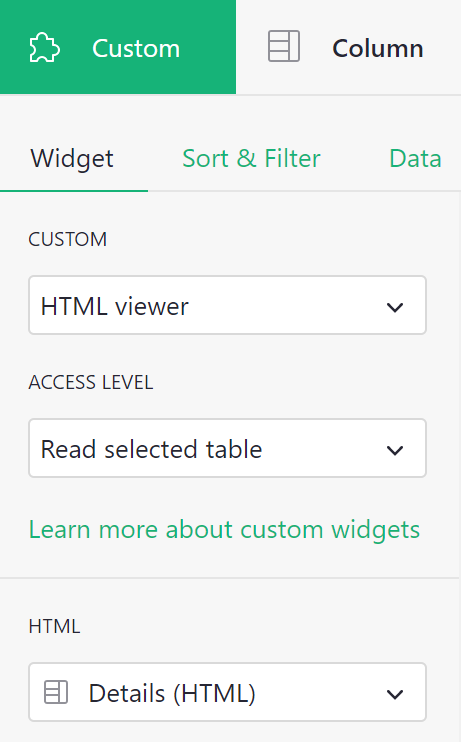 Custom Column
Widget Sort & Filter Data
CUSTOM
HTML viewer
ACCESS LEVEL
Read selected table
Learn more about custom widgets
HTML
Details (HTML)